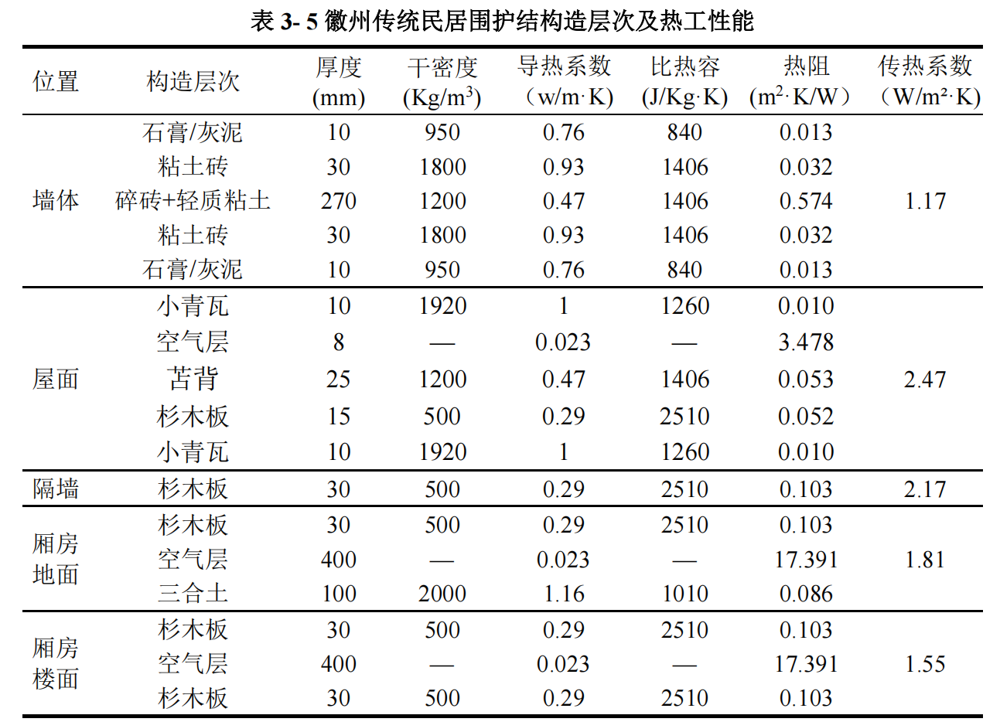 表 3- 5 徽州传统民居围护结构构造层次及热工性能
位置 构造层次 厚度 (mm) 干密度 (Kg/m³) 导热系数 （w/m·K) 比热容 (J/Kg·K) 热阻 (m²·K/W） 传热系数 （W/m²·K)
石膏/灰泥 10 950 0.76 840 0.013
粘土砖 30 1800 0.93 1406 0.032
墙体 碎砖+轻质粘土 270 1200 0.47 1406 0.574 1.17
粘土砖 30 1800 0.93 1406 0.032
石膏/灰泥 10 950 0.76 840 0.013
小青瓦 10 1920 1 1260 0.010
空气层 8 — 0.023 — 3.478
屋面 苫背 25 1200 0.47 1406 0.053 2.47
杉木板 15 500 0.29 2510 0.052
小青瓦 10 1920 1 1260 0.010
隔墙 杉木板 30 500 0.29 2510 0.103 2.17
杉木板 30 500 0.29 2510 0.103
厢房地面 空气层 400 — 0.023 — 17.391 1.81
三合土 100 2000 1.16 1010 0.086
杉木板 30 500 0.29 2510 0.103
厢房楼面 空气层 400 — 0.023 — 17.391 1.55
杉木板 30 500 0.29 2510 0.103